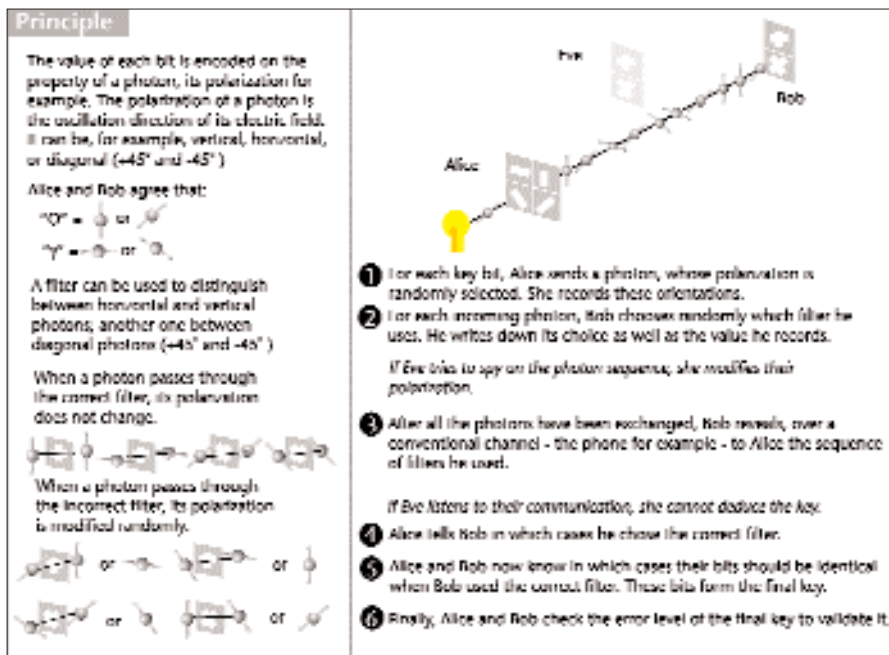 Principle
The value of each bit is encoded on the
property of a photon, its polarization for
example. The polarization of a photon is
the oscillation direction of its electric field.
It can be, for example, vertical, horizontal,
or diagonal (+45° and -45°)
Alice and Bob agree that:
"0" = or
"1" = or
A filter can be used to distinguish
between horizontal and vertical
photons; another one between
diagonal photons (+45° and -45°)
When a photon passes through
the correct filter, its polarization
does not change.
When a photon passes through
the incorrect filter, its polarization
is modified randomly.
or or
or or
Eve
Bob
Alice
1 For each key bit, Alice sends a photon, whose polarization is
randomly selected. She records these orientations.
2 For each incoming photon, Bob chooses randomly which filter he
uses. He writes down its choice as well as the value he records.
If Eve tries to spy on the photon sequence, she modifies their
polarization.
3 After all the photons have been exchanged, Bob reveals, over a
conventional channel - the phone for example - to Alice the sequence
of filters he used.
If Eve listens to their communication, she cannot deduce the key.
4 Alice tells Bob in which cases he chose the correct filter.
5 Alice and Bob now know in which cases their bits should be identical
when Bob used the correct filter. These bits form the final key.
6 Finally, Alice and Bob check the error level of the final key to validate it.